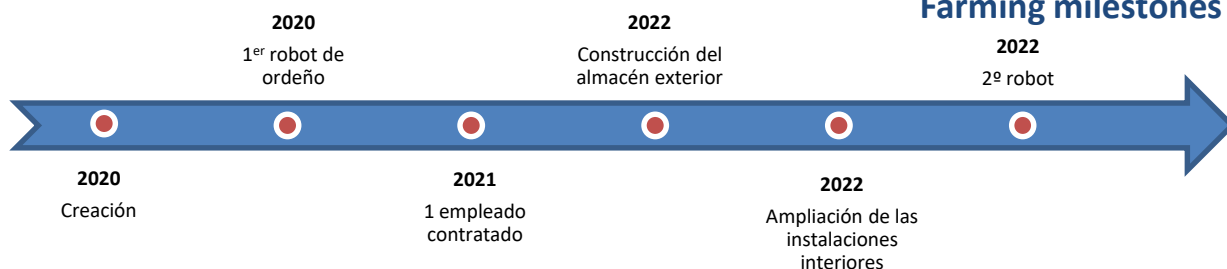 Farming milestones
2020
1er robot de
ordeño
2022
Construcción del
almacén exterior
2022
2º robot
2020
Creación
2021
1 empleado
contratado
2022
Ampliación de las
instalaciones
interiores